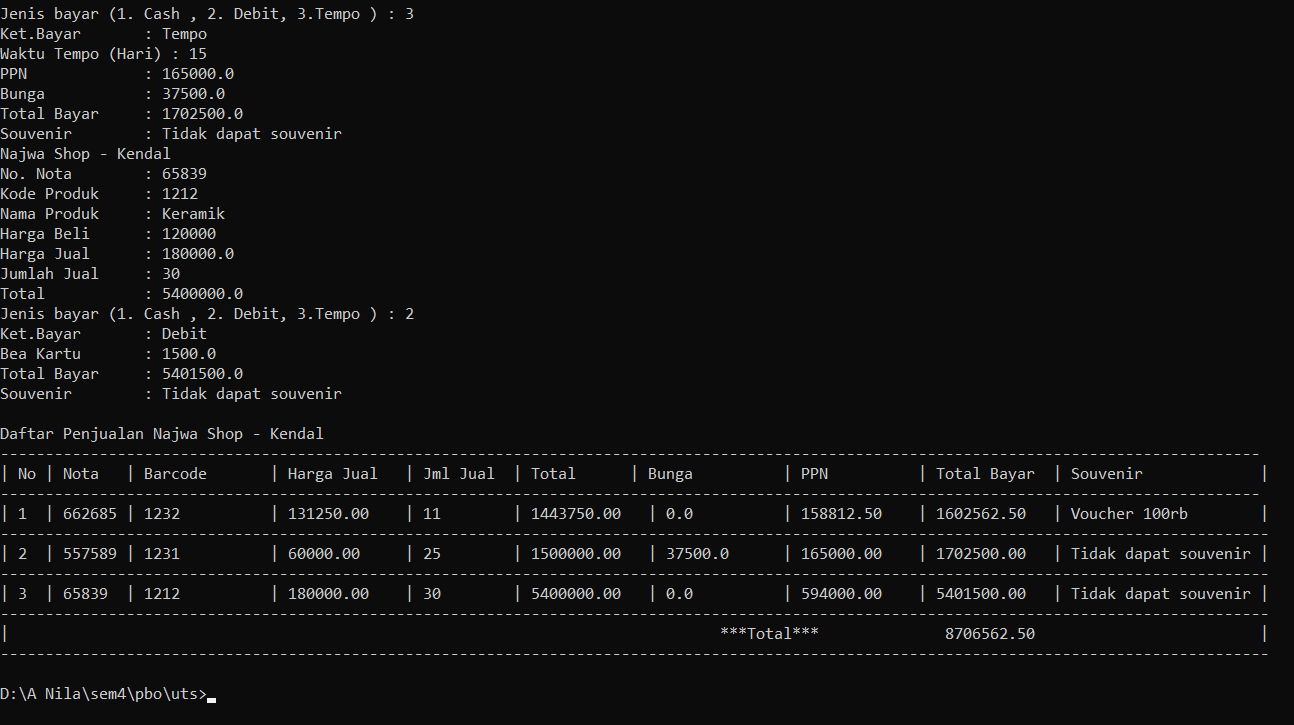 Jenis bayar (1. Cash , 2. Debit, 3.Tempo ) : 3
Ket.Bayar       : Tempo
Waktu Tempo (Hari) : 15
PPN             : 165000.0
Bunga           : 37500.0
Total Bayar     : 1702500.0
Souvenir        : Tidak dapat souvenir
Najwa Shop - Kendal
No. Nota        : 65839
Kode Produk     : 1212
Nama Produk     : Keramik
Harga Beli      : 120000
Harga Jual      : 180000.0
Jumlah Jual     : 30
Total           : 5400000.0
Jenis bayar (1. Cash , 2. Debit, 3.Tempo ) : 2
Ket.Bayar       : Debit
Bea Kartu       : 1500.0
Total Bayar     : 5401500.0
Souvenir        : Tidak dapat souvenir
Daftar Penjualan Najwa Shop - Kendal
| No | Nota   | Barcode       | Harga Jual   | Jml Jual  | Total      | Bunga          | PPN          | Total Bayar  | Souvenir             |
| 1  | 662685 | 1232          | 131250.00    | 11        | 1443750.00   | 0.0          | 158812.50    | 1602562.50   | Voucher 100rb        |
| 2  | 557589 | 1231          | 60000.00     | 25        | 1500000.00   | 37500.0      | 165000.00    | 1702500.00   | Tidak dapat souvenir |
| 3  | 65839  | 1212          | 180000.00    | 30        | 5400000.00   | 0.0          | 594000.00    | 5401500.00   | Tidak dapat souvenir |
|                                                                               ***Total***              8706562.50                         |
D:\A Nila\sem4\pbo\uts>